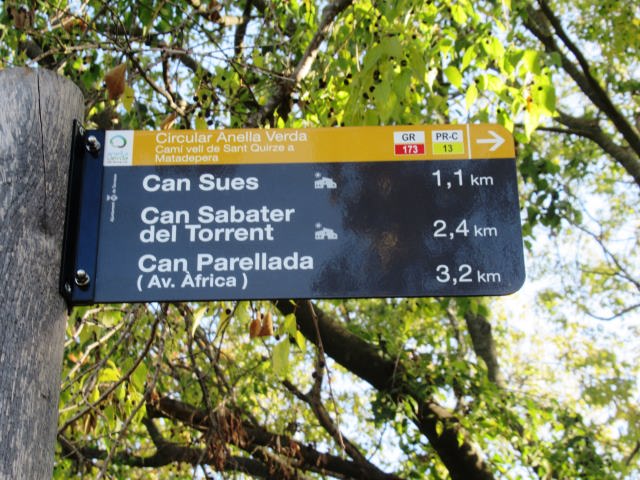 Circular Anella Verda
Camí vell de Sant Quirze a
Matadepera
GR
173
PR-C
13
Can Sues 1,1 km
Can Sabater
del Torrent 2,4 km
Can Parellada 3,2 km
( Av. Àfrica )